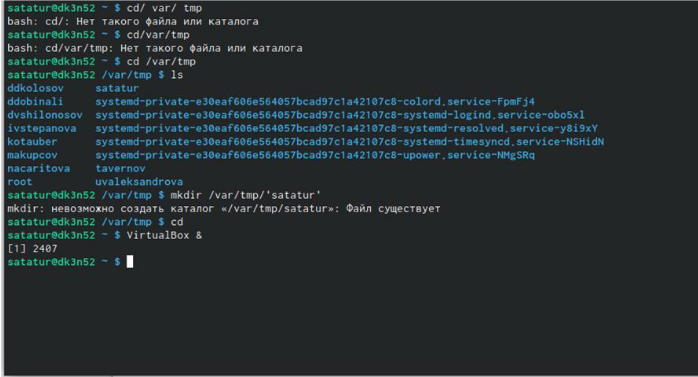 satatur@dk3n52 ~ $ cd/ var/ tmp
bash: cd/: Нет такого файла или каталога
satatur@dk3n52 ~ $ cd/var/tmp
bash: cd/var/tmp: Нет такого файла или каталога
satatur@dk3n52 ~ $ cd /var/tmp
satatur@dk3n52 /var/tmp $ ls
ddkolosov satatur
ddobinali systemd-private-e30eaf606e564057bcad97c1a42107c8-colord.service-FpmFj4
dvshilonosov systemd-private-e30eaf606e564057bcad97c1a42107c8-systemd-logind.service-obo5xl
ivstepanova systemd-private-e30eaf606e564057bcad97c1a42107c8-systemd-resolved.service-y8i9xY
kotauber systemd-private-e30eaf606e564057bcad97c1a42107c8-systemd-timesyncd.service-NSHidN
makupcov systemd-private-e30eaf606e564057bcad97c1a42107c8-upower.service-NMgSRq
nacaritova tavernov
root uvaleksandrova
satatur@dk3n52 /var/tmp $ mkdir /var/tmp/'satatur'
mkdir: невозможно создать каталог «/var/tmp/satatur»: Файл существует
satatur@dk3n52 /var/tmp $ cd
satatur@dk3n52 ~ $ VirtualBox &
[1] 2407
satatur@dk3n52 ~ $